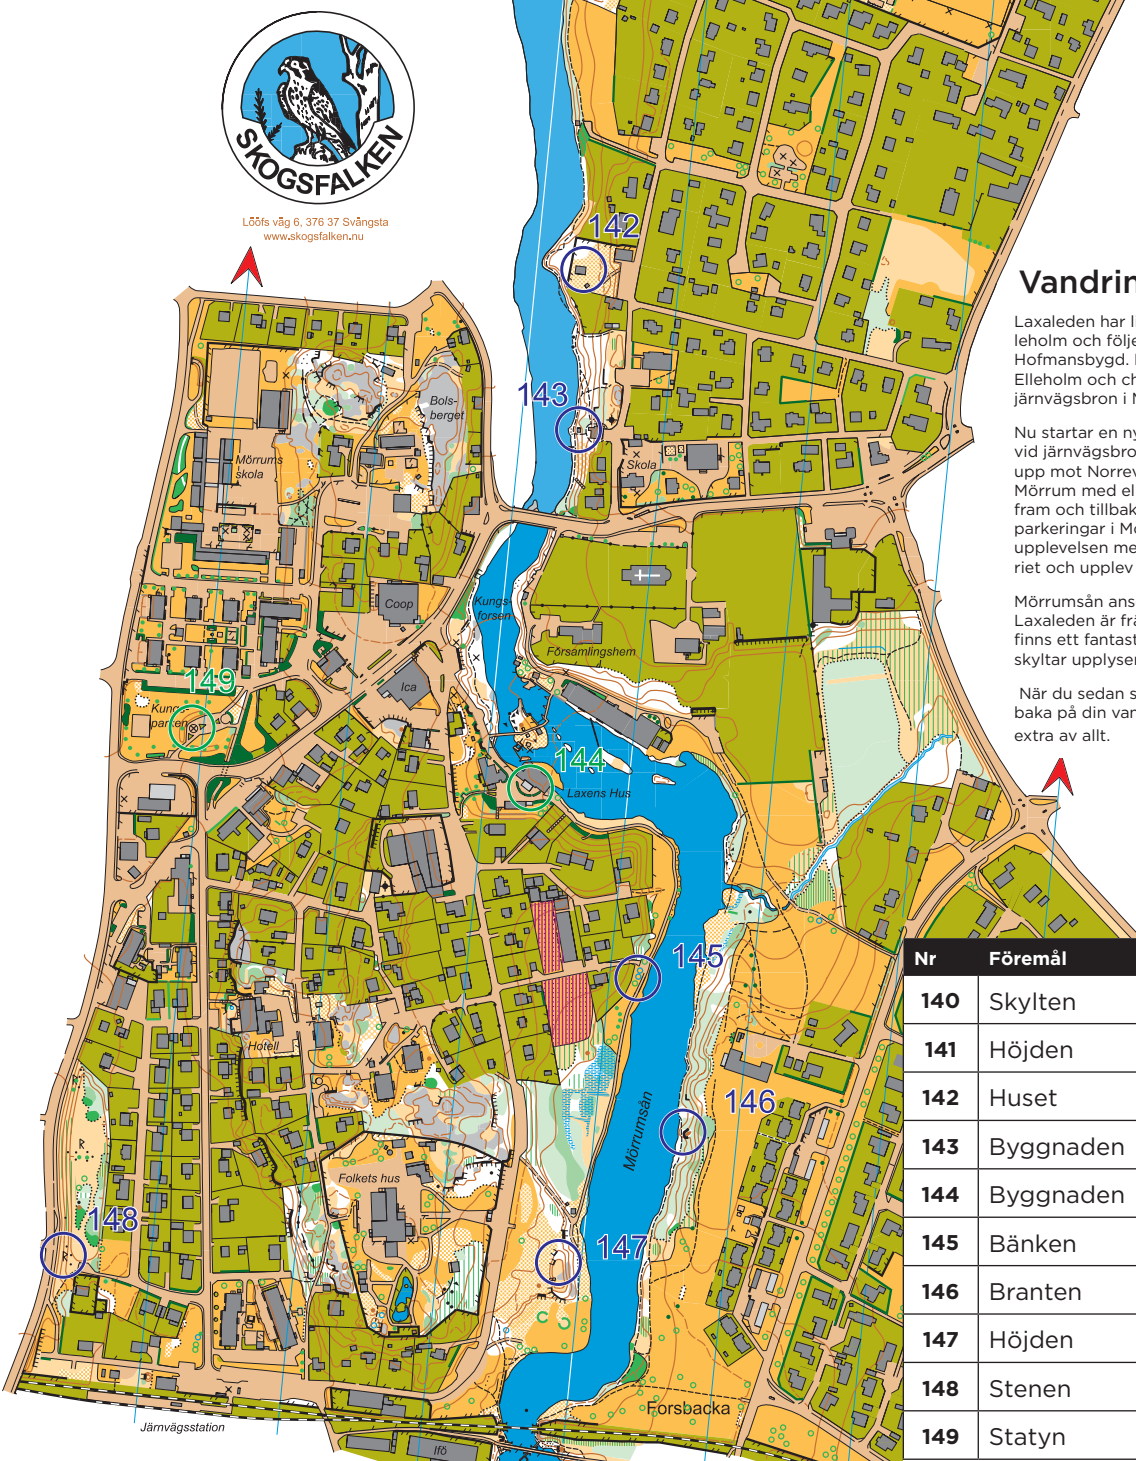 SKOGSFALKEN
Lööfs väg 6, 376 37 Svängsta
www.skogsfalken.nu
142
143
Bols-
berget
Mörrums
skola
Skola
Coop
Kungs-
forsen
Församlingshem
Ica
149
Kungs-
parken
144
Laxens Hus
145
Hotell
146
Mörrumsån
Folkets hus
148
147
Forsbacka
Järnvägsstation
Ifö
Vandrin
Laxaleden har l
leholm och följe
Hofmansbygd.
Elleholm och c
järnvägsbron i
Nu startar en ny
vid järnvägsbro
upp mot Norrev
Mörrum med el
fram och tillbak
parkeringar i Mö
upplevelsen me
riet och upplev
Mörrumsån ans
Laxaleden är frä
finns ett fantast
skyltar upplyser
När du sedan s
baka på din van
extra av allt.
Nr Föremål
140 Skylten
141 Höjden
142 Huset
143 Byggnaden
144 Byggnaden
145 Bänken
146 Branten
147 Höjden
148 Stenen
149 Statyn